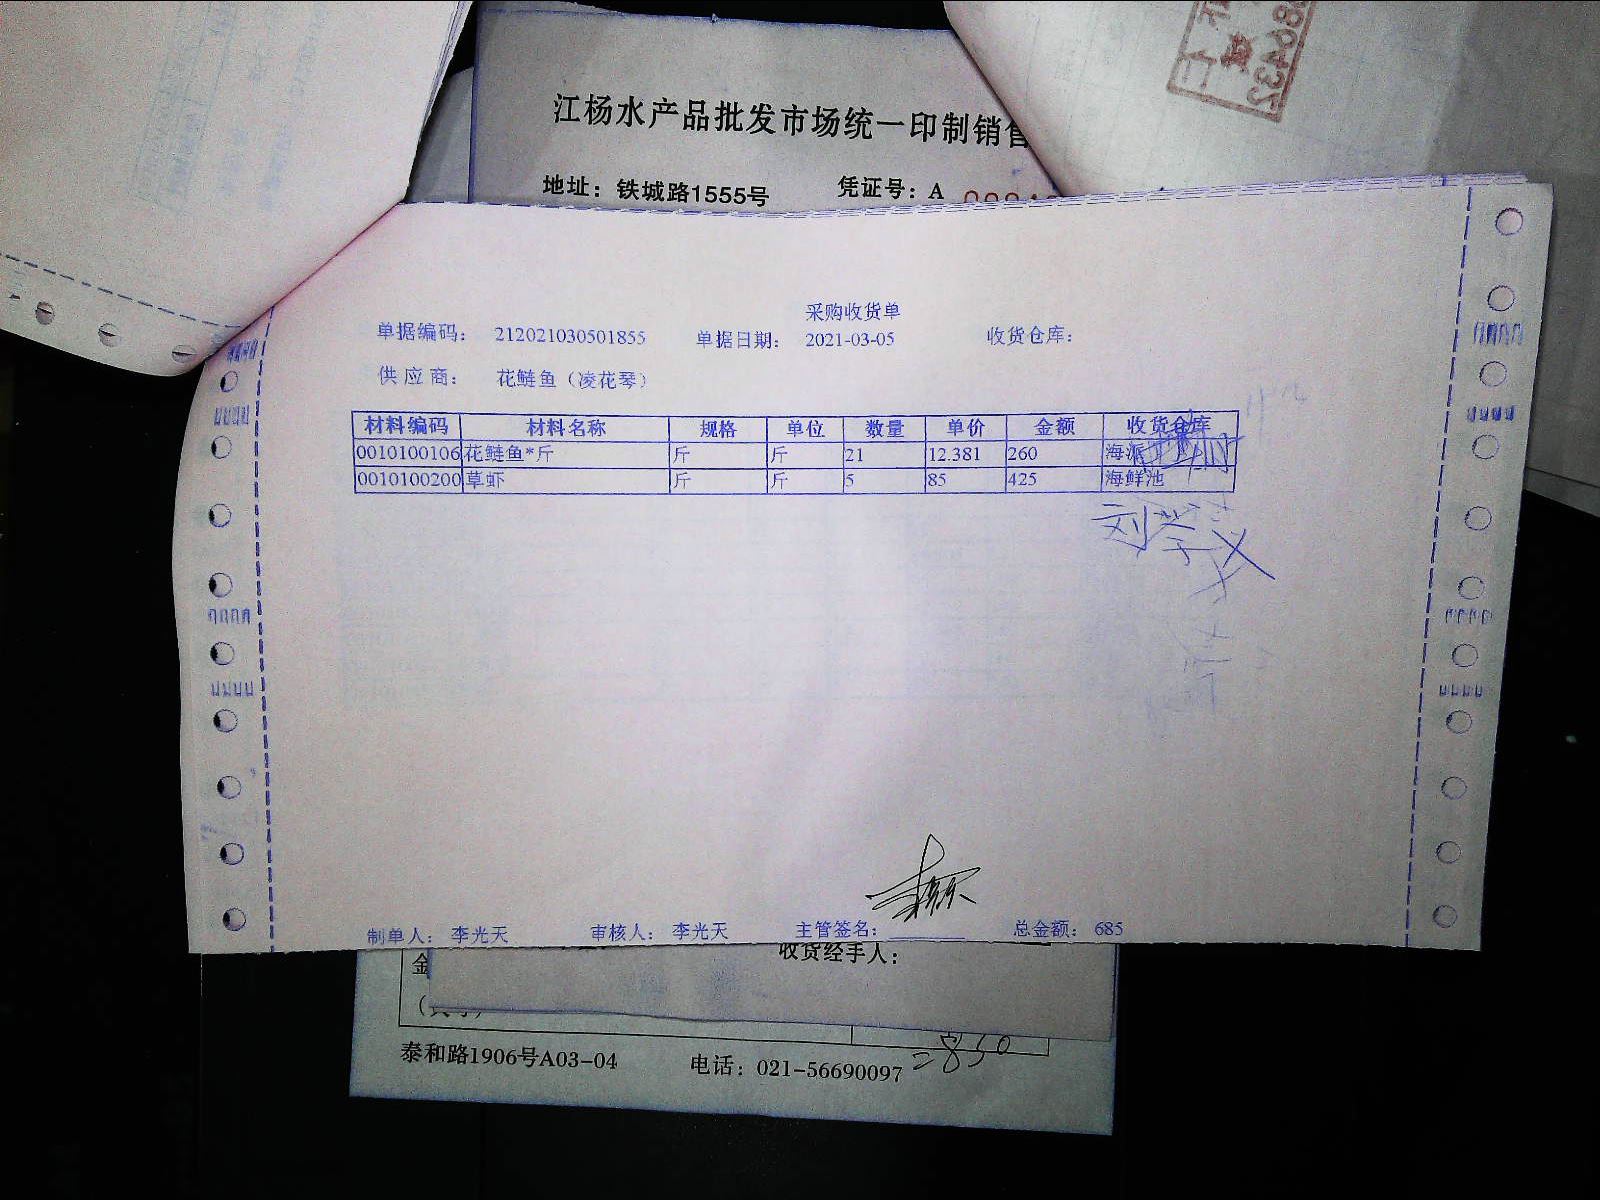 江杨水产品批发市场统一印制销售
地址：铁城路1555号 凭证号：A
采购收货单
单据编码： 212021030501855 单据日期： 2021-03-05 收货仓库：
供应商： 花鲢鱼（凌花琴）
材料编码 材料名称 规格 单位 数量 单价 金额 收货仓库
0010100106 花鲢鱼*斤 斤 斤 21 12.381 260 海
0010100200 草虾 斤 斤 5 85 425 海鲜池
刘学义
制单人： 李光天 审核人： 李光天 主管签名： 总金额： 685
收货经手人：
金
泰和路1906号A03-04 电话：021-56690097 =850